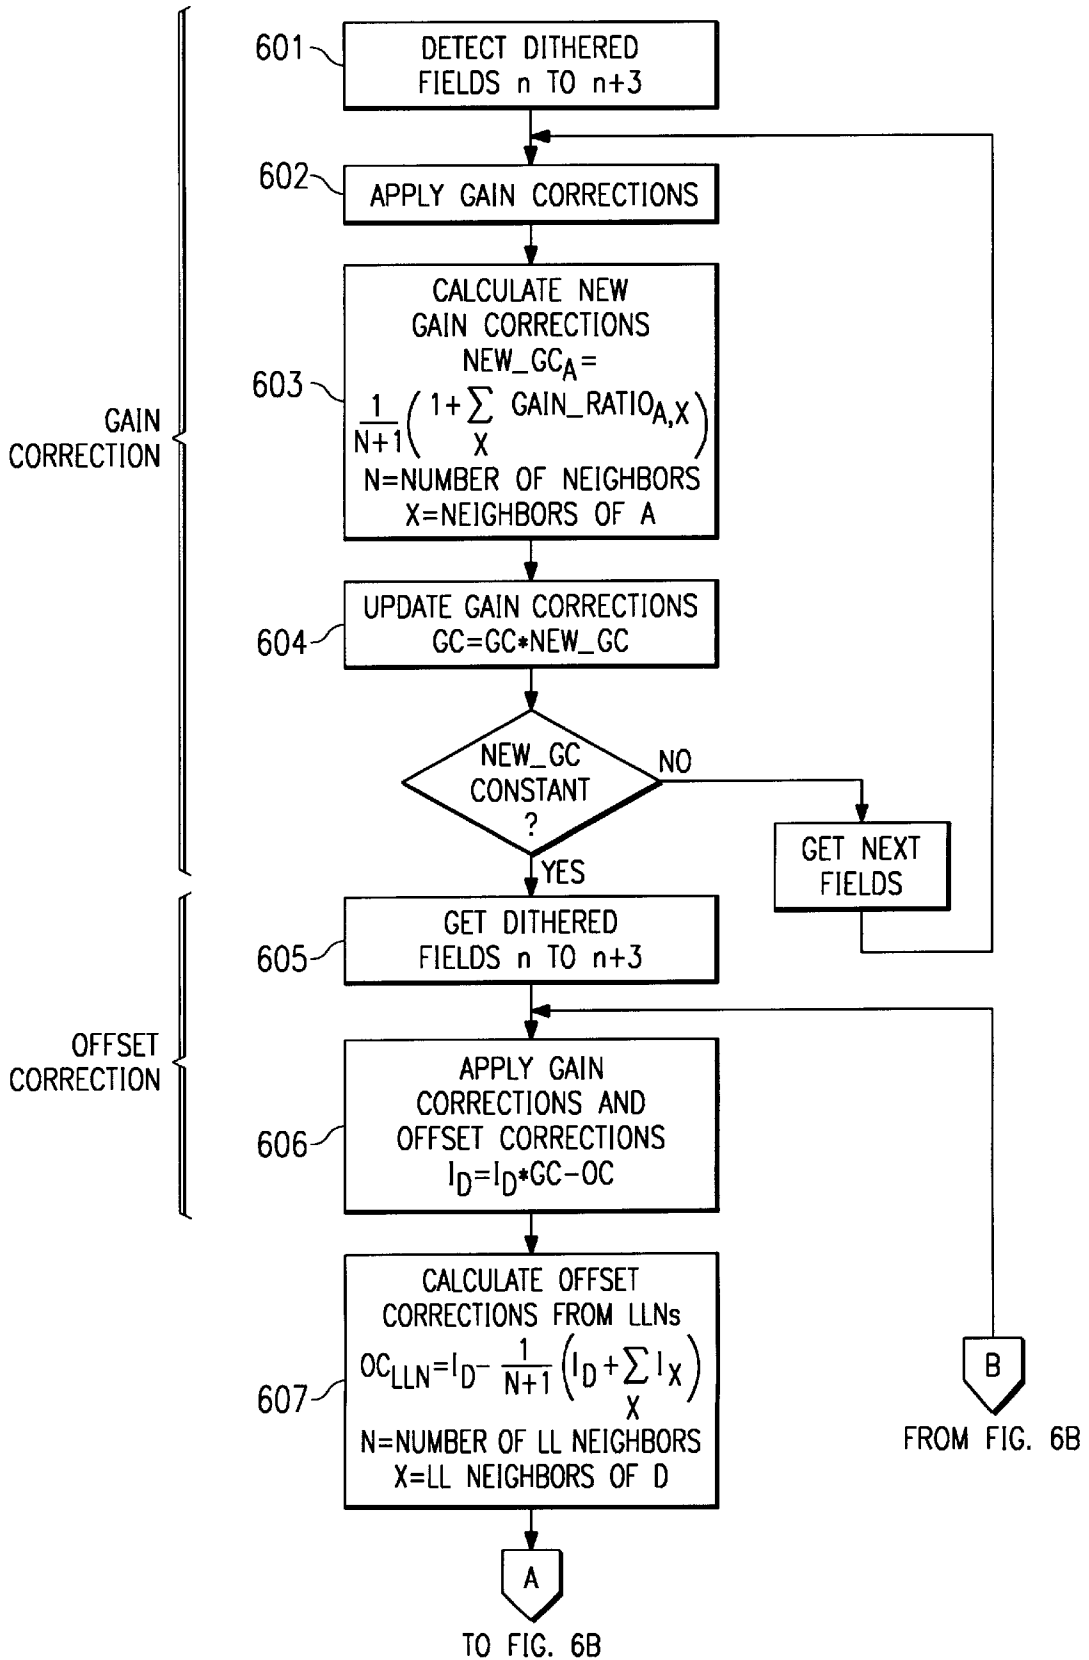 601
DETECT DITHERED
FIELDS n TO n+3
602
APPLY GAIN CORRECTIONS
603
CALCULATE NEW
GAIN CORRECTIONS
NEW_GC_A=
1/N+1 (1+∑_X GAIN_RATIO_A,X)
N=NUMBER OF NEIGHBORS
X=NEIGHBORS OF A
GAIN
CORRECTION
604
UPDATE GAIN CORRECTIONS
GC=GC*NEW_GC
NEW_GC
CONSTANT
?
NO
YES
GET NEXT
FIELDS
605
GET DITHERED
FIELDS n TO n+3
OFFSET
CORRECTION
606
APPLY GAIN
CORRECTIONS AND
OFFSET CORRECTIONS
I_D=I_D*GC-OC
607
CALCULATE OFFSET
CORRECTIONS FROM LLNs
OC_LLN=I_D- 1/N+1 (I_D+∑_X I_X)
N=NUMBER OF LL NEIGHBORS
X=LL NEIGHBORS OF D
B
FROM FIG. 6B
A
TO FIG. 6B